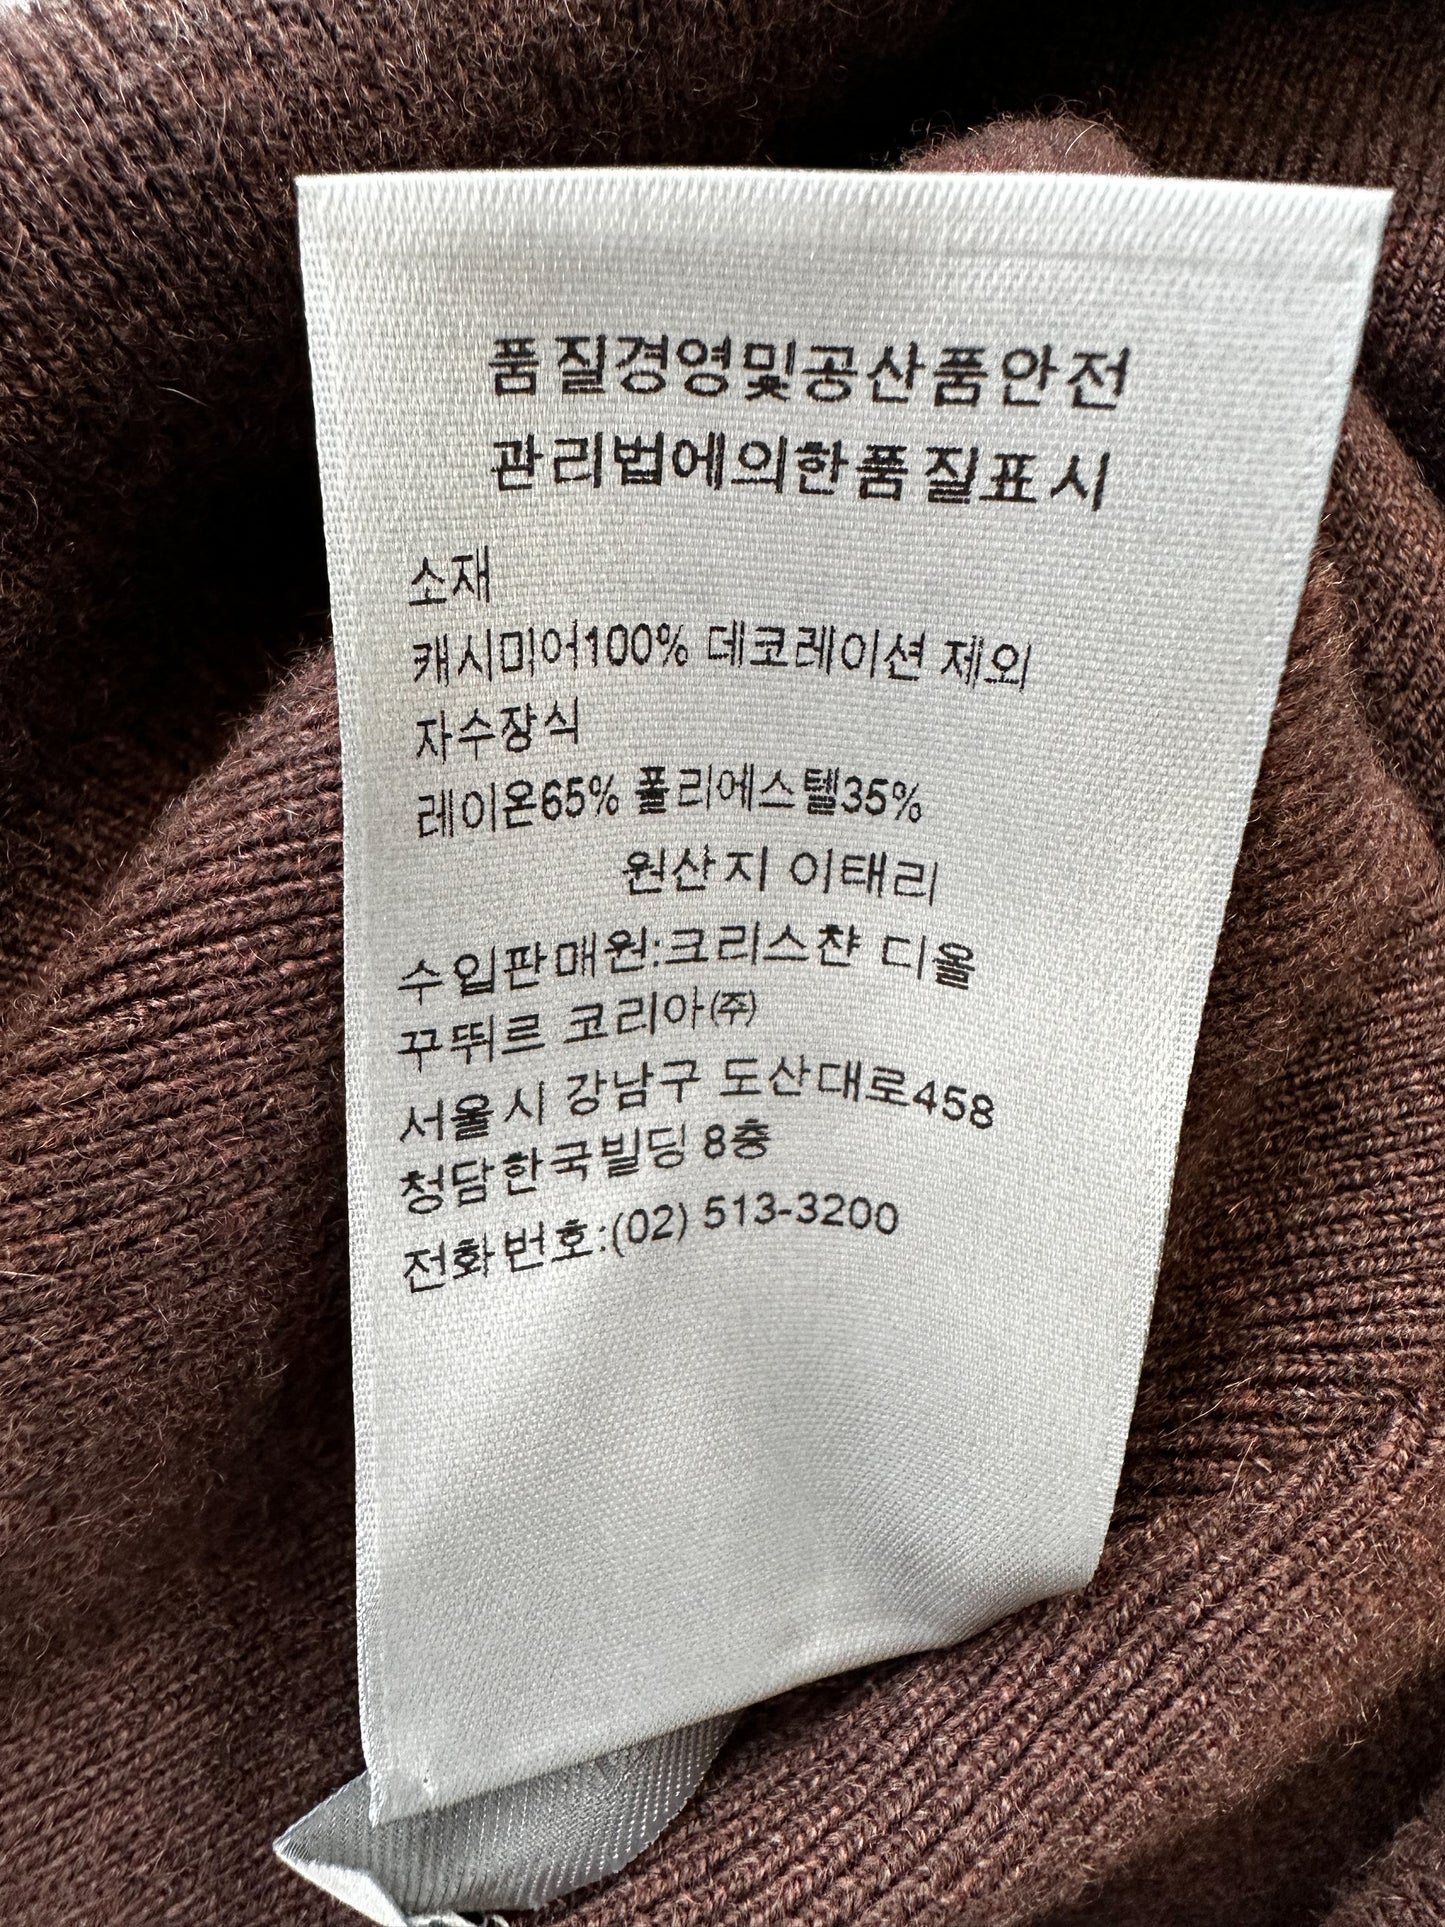 품질경영및공산품안전
관리법에의한품질표시
소재
캐시미어100% 데코레이션 제외
자수장식
레이온65% 폴리에스텔35%
원산지 이태리
수입판매원:크리스챤 디올
꾸뛰르 코리아㈜
서울시 강남구 도산대로458
청담한국빌딩 8층
전화번호:(02) 513-3200